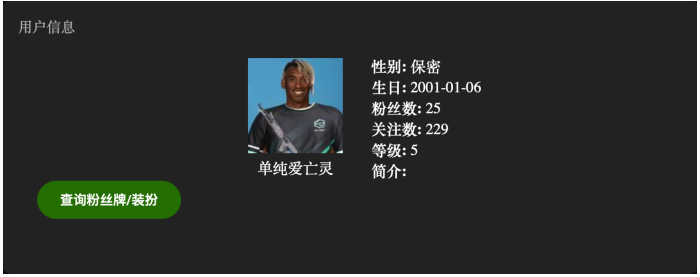 用户信息
单纯爱亡灵
性别: 保密
生日: 2001-01-06
粉丝数: 25
关注数: 229
等级: 5
简介:
查询粉丝牌/装扮